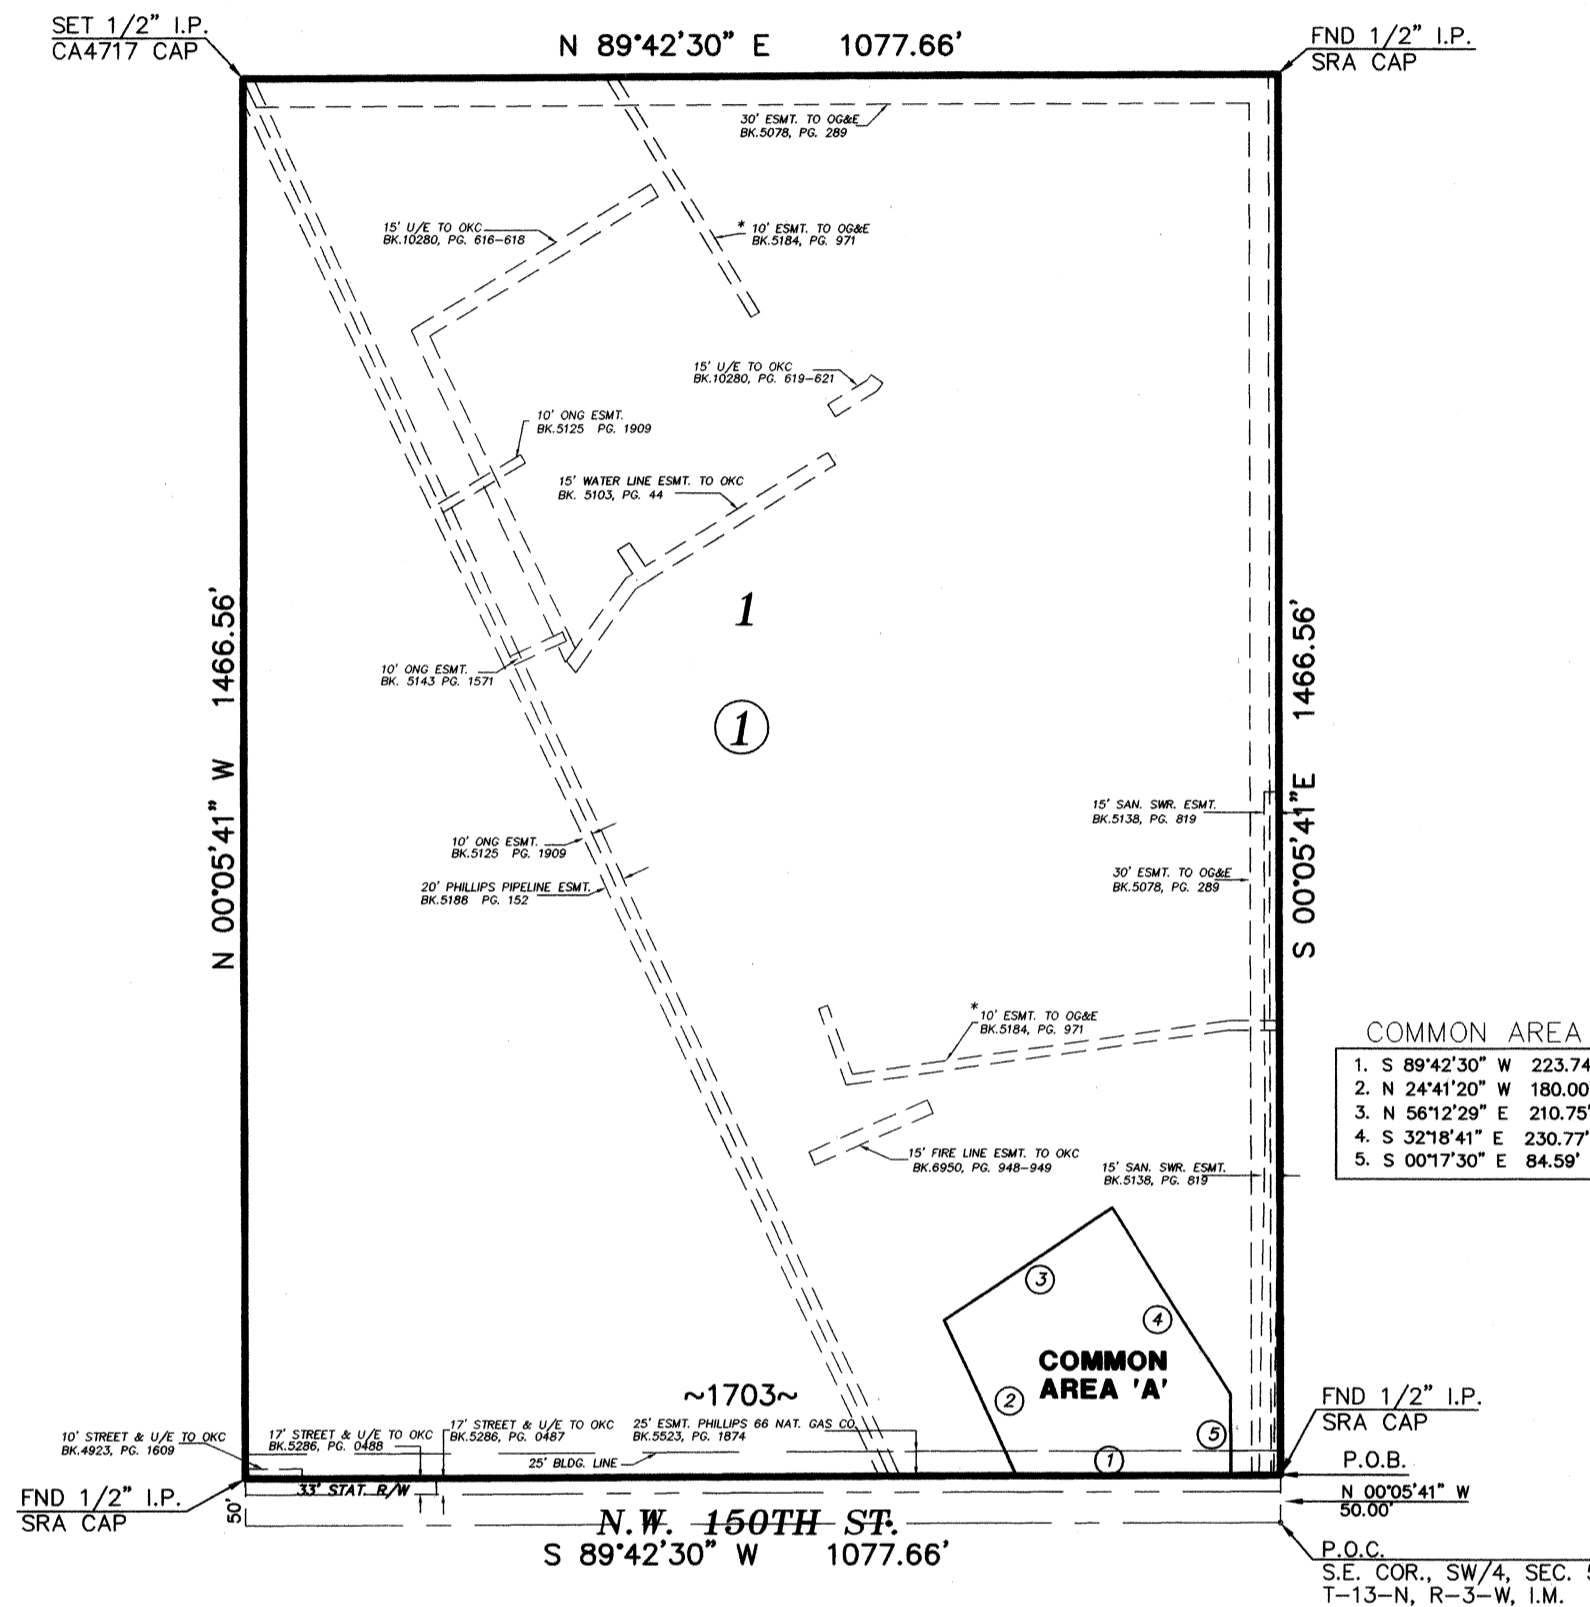 SET 1/2" I.P.
CA4717 CAP
N 89°42'30" E 1077.66'
FND 1/2" I.P.
SRA CAP
30' ESMT. TO OG&E
BK.5078, PG. 289
15' U/E TO OKC
BK.10280, PG. 616-618
* 10' ESMT. TO OG&E
BK.5184, PG. 971
15' U/E TO OKC
BK.10280, PG. 619-621
10' ONG ESMT.
BK.5125 PG. 1909
15' WATER LINE ESMT. TO OKC
BK. 5103, PG. 44
N 00°05'41" W 1466.56'
1
S 00°05'41"E 1466.56'
10' ONG ESMT.
BK. 5143 PG. 1571
1
15' SAN. SWR. ESMT.
BK.5138, PG. 819
10' ONG ESMT.
BK.5125 PG. 1909
30' ESMT. TO OG&E
BK.5078, PG. 289
20' PHILLIPS PIPELINE ESMT.
BK.5188 PG. 152
* 10' ESMT. TO OG&E
BK.5184, PG. 971
COMMON AREA
1. S 89°42'30" W 223.74
2. N 24°41'20" W 180.00
3. N 56°12'29" E 210.75'
4. S 32°18'41" E 230.77'
5. S 00°17'30" E 84.59'
15' FIRE LINE ESMT. TO OKC
BK.6950, PG. 948-949
15' SAN. SWR. ESMT.
BK.5138, PG. 819
3
4
COMMON
AREA 'A'
2
5
1
~1703~
10' STREET & U/E TO OKC
BK.4923, PG. 1609
17' STREET & U/E TO OKC
BK.5286, PG. 0488
17' STREET & U/E TO OKC
BK.5286, PG. 0487
25' ESMT. PHILLIPS 66 NAT. GAS CO.
BK.5523, PG. 1874
25' BLDG. LINE
FND 1/2" I.P.
SRA CAP
P.O.B.
N 00°05'41" W
50.00'
FND 1/2" I.P.
SRA CAP
33' STAT. R/W
50'
N.W. 150TH ST.
S 89°42'30" W 1077.66'
P.O.C.
S.E. COR., SW/4, SEC. 
T-13-N, R-3-W, I.M.